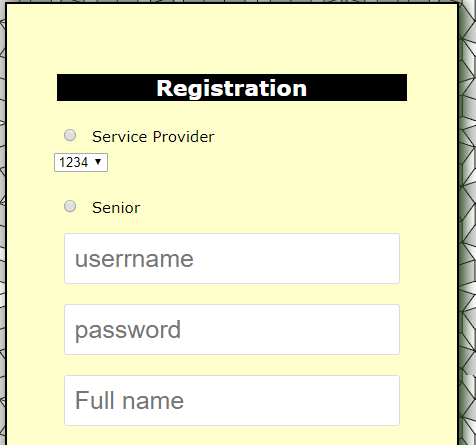 Registration
Service Provider
1234
Senior
userrname
password
Full name